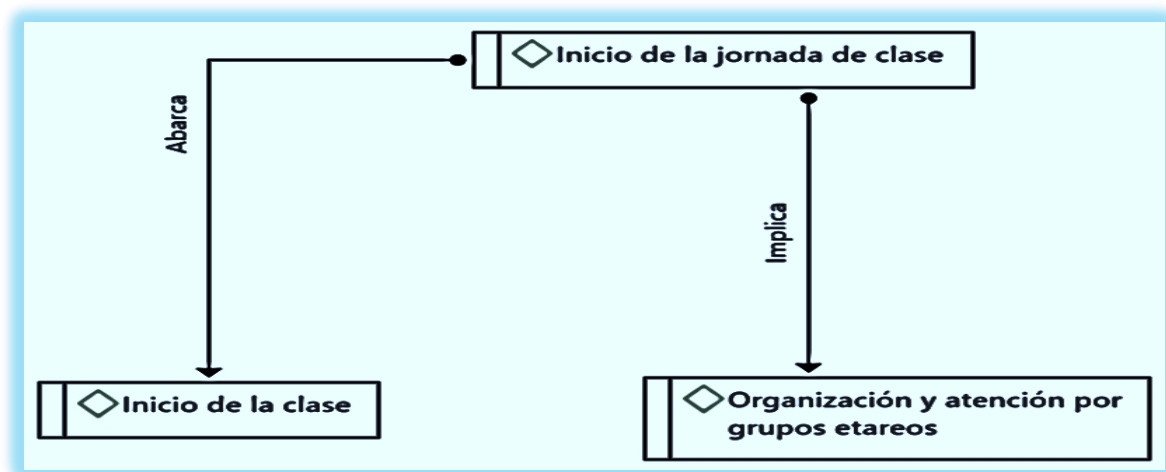 Inicio de la jornada de clase
Abarca
Implica
Inicio de la clase
Organización y atención por
grupos etareos